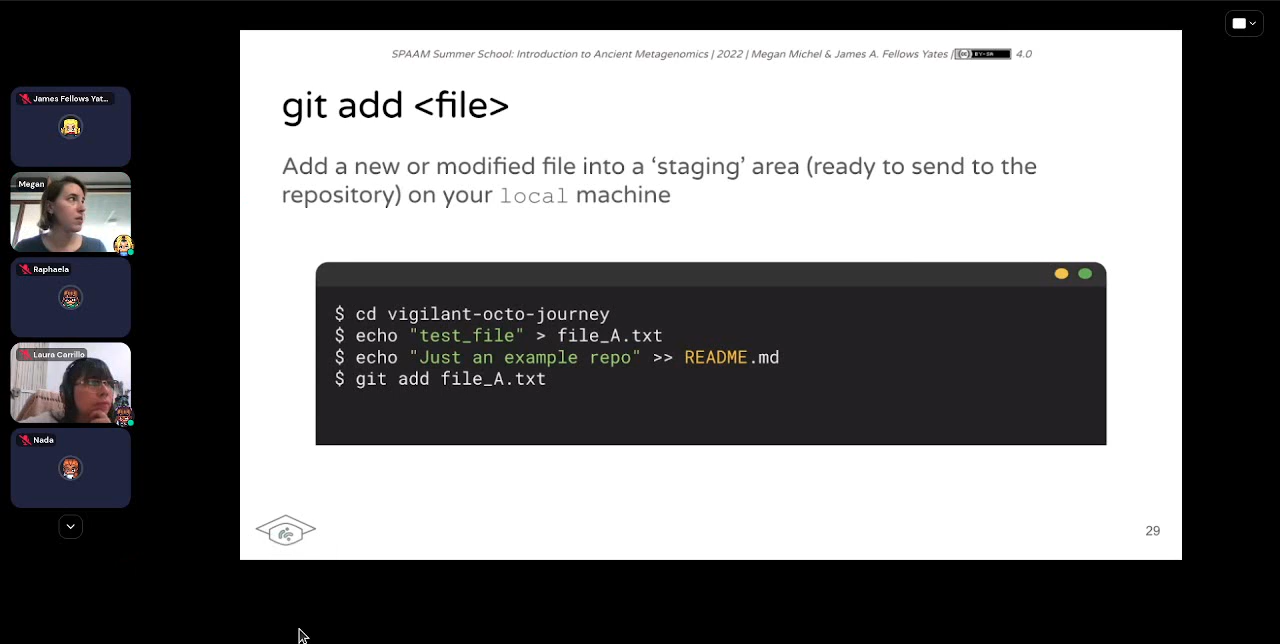 SPAAM Summer School: Introduction to Ancient Metagenomics | 2022 | Megan Michel & James A. Fellows Yates | CC BY-SA 4.0
James Fellows Yat...
git add <file>
Add a new or modified file into a ‘staging’ area (ready to send to the
repository) on your local machine
Megan
Raphaela
$ cd vigilant-octo-journey
$ echo "test_file" > file_A.txt
$ echo "Just an example repo" >> README.md
$ git add file_A.txt
Laura Carrillo
Nada
29